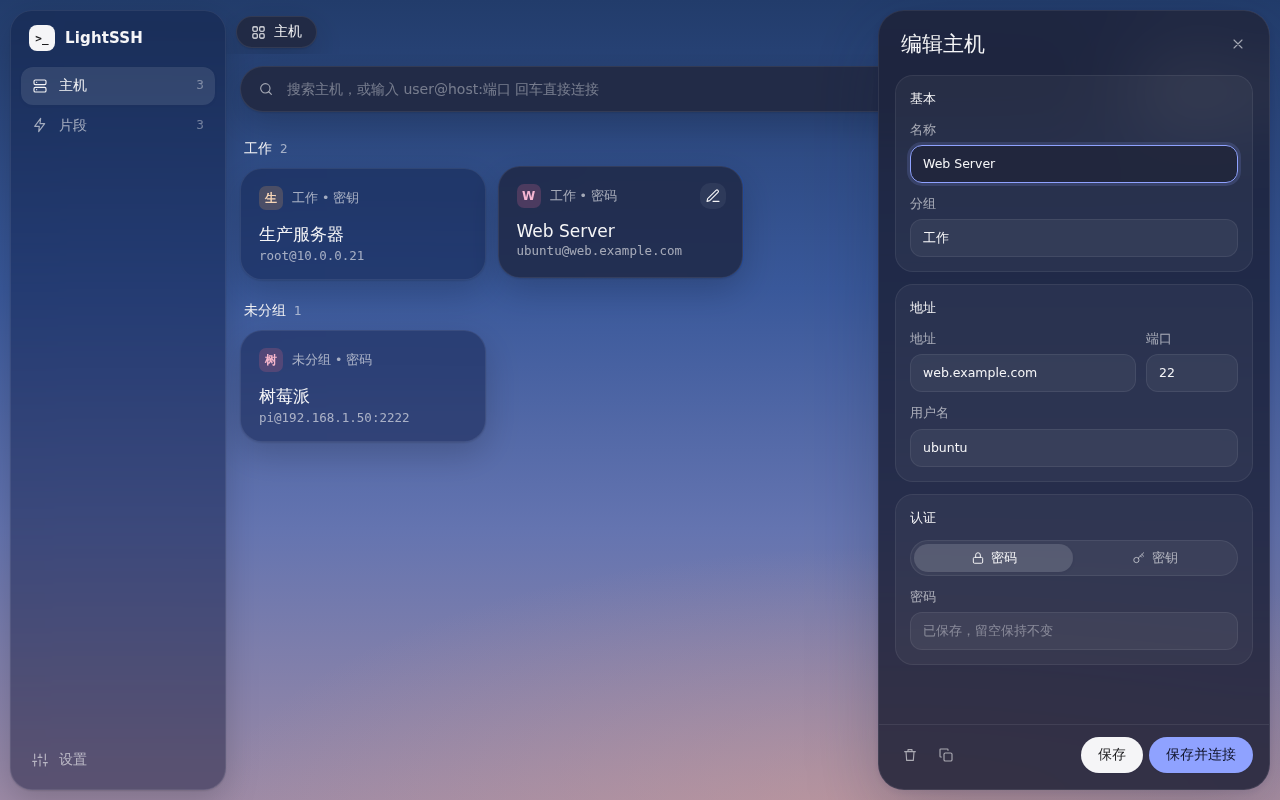 >_ LightSSH
主机 3
片段 3
设置
主机
搜索主机，或输入 user@host:端口 回车直接连接
工作 2
生 工作 • 密钥
生产服务器
root@10.0.0.21
W 工作 • 密码
Web Server
ubuntu@web.example.com
未分组 1
树 未分组 • 密码
树莓派
pi@192.168.1.50:2222
编辑主机
基本
名称
Web Server
分组
工作
地址
地址 端口
web.example.com 22
用户名
ubuntu
认证
密码 密钥
密码
已保存，留空保持不变
保存 保存并连接